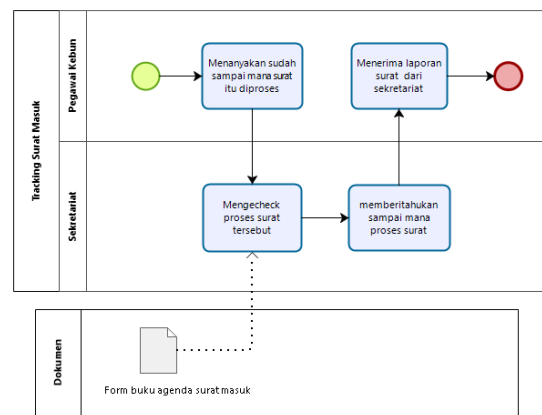 Tracking Surat Masuk
Pegawai Kebun
Menanyakan sudah
sampai mana surat
itu diproses
Menerima laporan
surat dari
sekretariat
Sekretariat
Mengecheck
proses surat
tersebut
memberitahukan
sampai mana
proses surat
Dokumen
Form buku agenda surat masuk